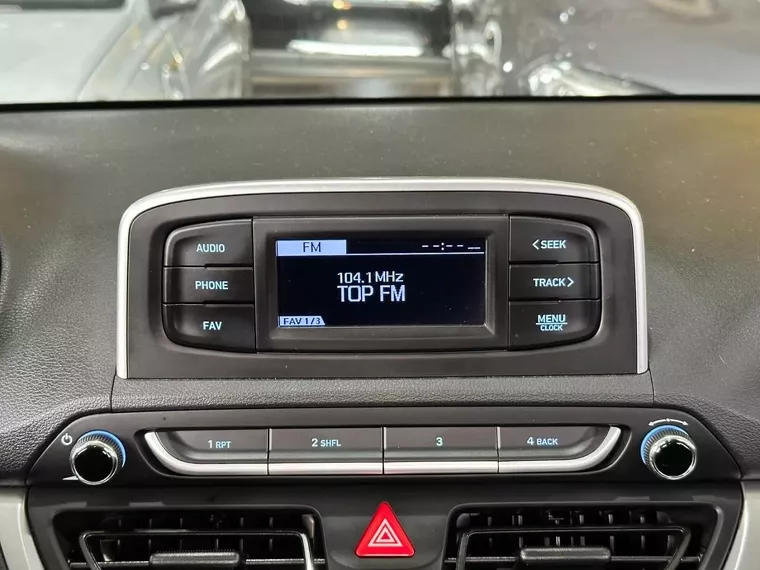 AUDIO
PHONE
FAV
FM --:-- __
104.1 MHz
TOP FM
FAV 1/3
<SEEK
TRACK>
MENU
CLOCK
1 RPT
2 SHFL
3
4 BACK